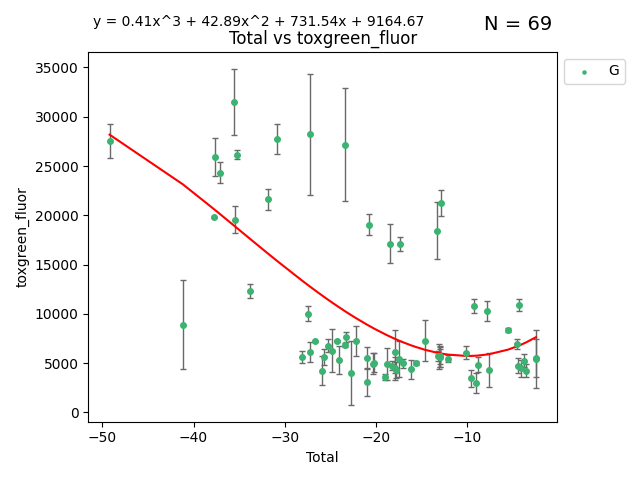 y = 0.41x^3 + 42.89x^2 + 731.54x + 9164.67
N = 69
Total vs toxgreen_fluor
G
toxgreen_fluor
35000
30000
25000
20000
15000
10000
5000
0
−50
−40
−30
−20
−10
Total